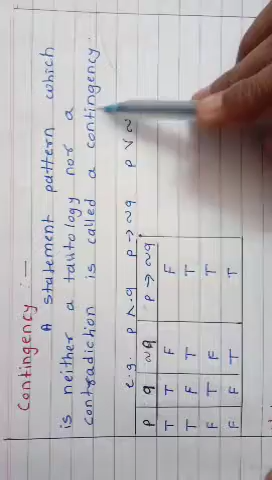 Contingency :-
A statement pattern which
is neither a tautology nor a
contradiction is called a contingency.
e.g. p ∧ q p → ~q p ∨ ~
p q ~q p → ~q
T T F F
T F T T
F T F T
F F T T